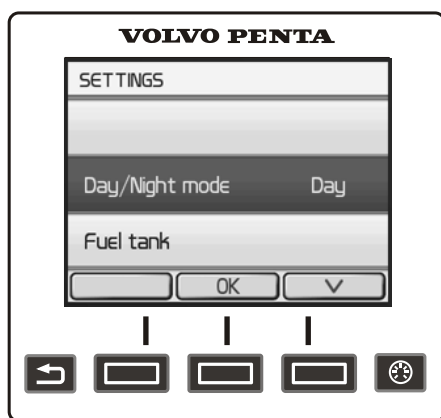 VOLVO PENTA
SETTINGS
Day/Night mode Day
Fuel tank
OK